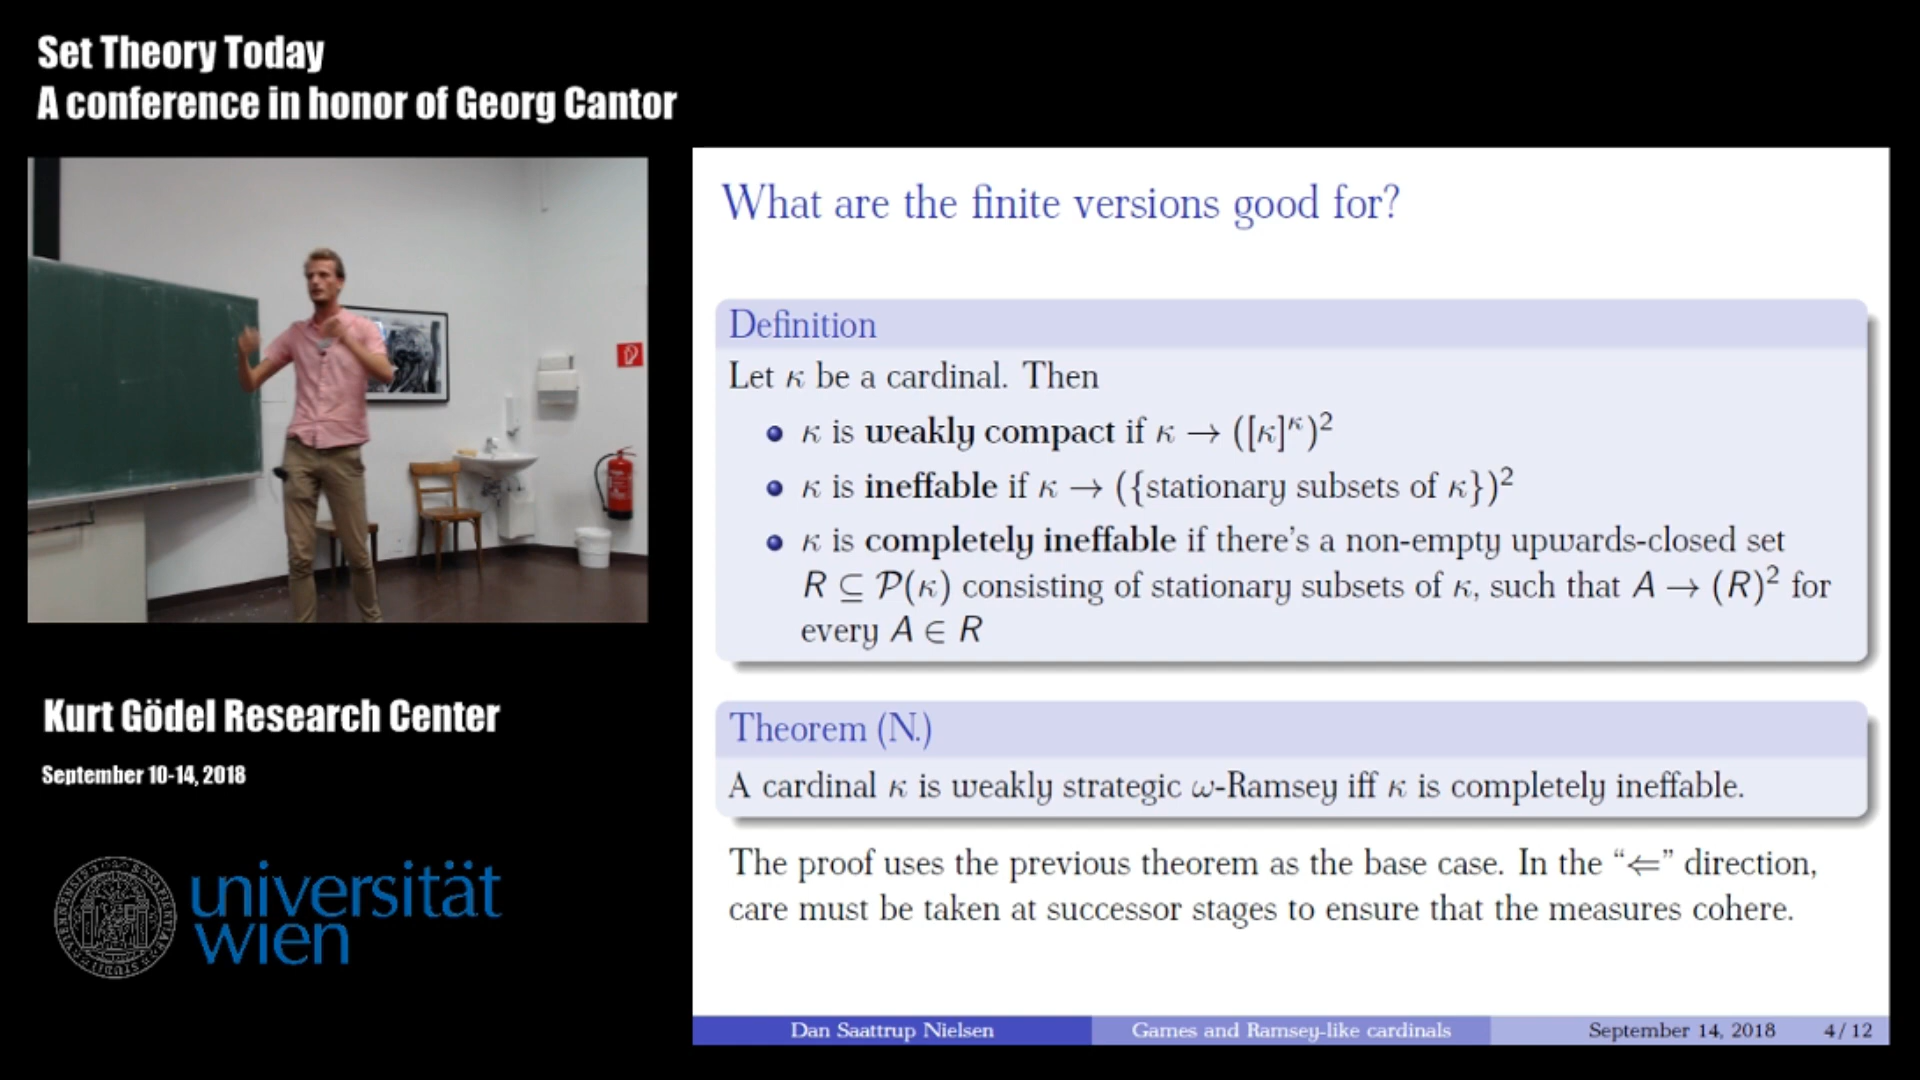 Set Theory Today
A conference in honor of Georg Cantor
What are the finite versions good for?
Definition
Let κ be a cardinal. Then
κ is weakly compact if κ → ([κ]^κ)²
κ is ineffable if κ → ({stationary subsets of κ})²
κ is completely ineffable if there's a non-empty upwards-closed set
R ⊆ 𝒫(κ) consisting of stationary subsets of κ, such that A → (R)² for
every A ∈ R
Theorem (N.)
A cardinal κ is weakly strategic ω-Ramsey iff κ is completely ineffable.
The proof uses the previous theorem as the base case. In the “⇐” direction,
care must be taken at successor stages to ensure that the measures cohere.
Dan Saattrup Nielsen
Games and Ramsey-like cardinals
September 14, 2018
4 / 12
Kurt Gödel Research Center
September 10-14, 2018
universität
wien